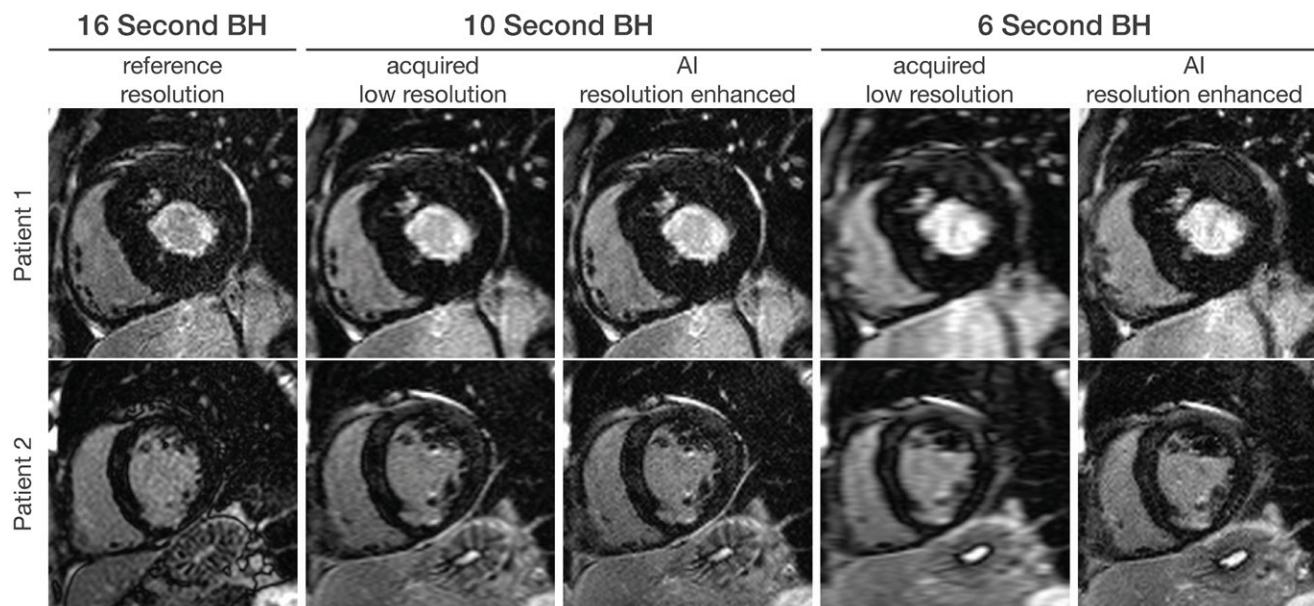 16 Second BH
10 Second BH
6 Second BH
reference
resolution
acquired
low resolution
AI
resolution enhanced
acquired
low resolution
AI
resolution enhanced
Patient 1
Patient 2